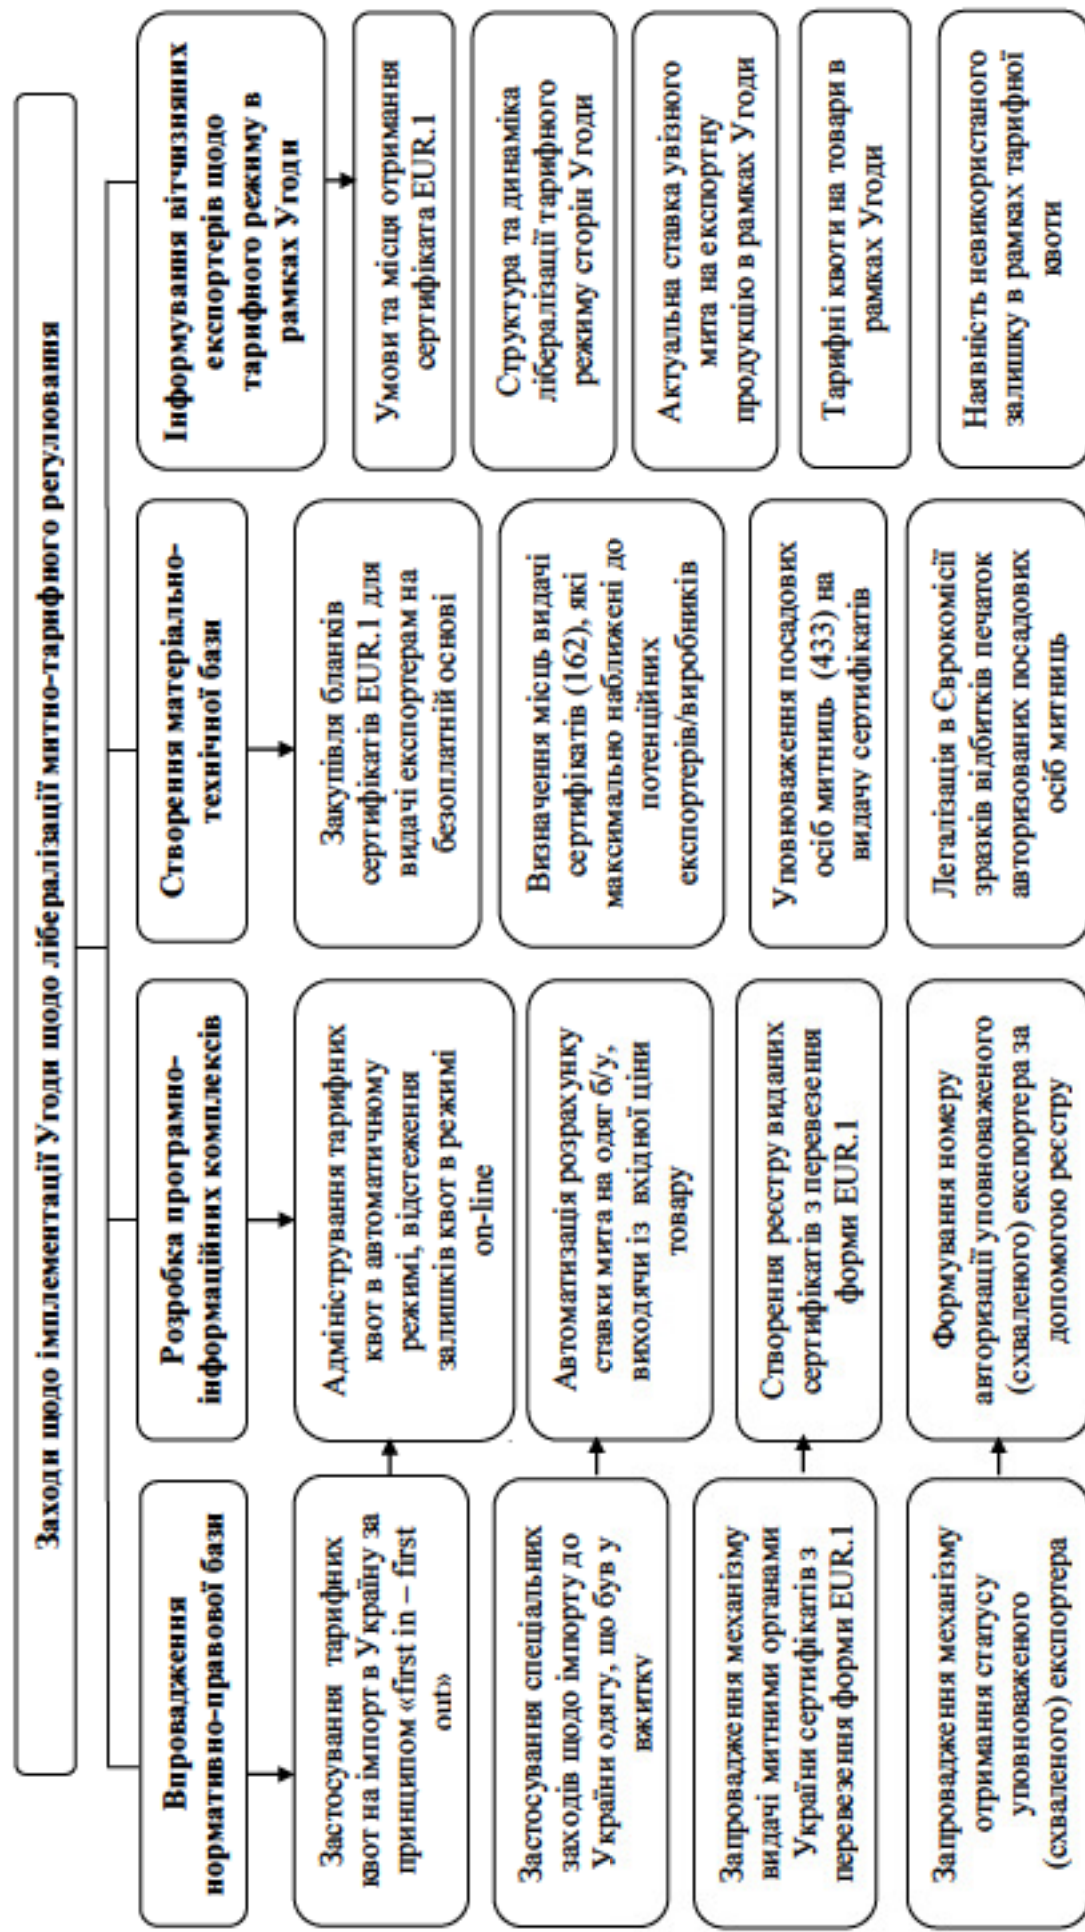 Заходи щодо імплементації Угоди щодо лібералізації митно-тарифного регулювання
Впровадження
нормативно-правової бази
Застосування тарифних
квот на імпорт в Україну за
принципом «first in – first
out»
Застосування спеціальних
заходів щодо імпорту до
України одягу, що був у
вжитку
Запровадження механізму
видачі митними органами
України сертифікатів з
перевезення форми EUR.1
Запровадження механізму
отримання статусу
уповноваженого
(схваленого) експортера
Розробка програмно-
інформаційних комплексів
Адміністрування тарифних
квот в автоматичному
режимі, відстеження
залишків квот в режимі
on-line
Автоматизація розрахунку
ставки мита на одяг б/у,
виходячи із вхідної ціни
товару
Створення реєстру виданих
сертифікатів з перевезення
форми EUR.1
Формування номеру
авторизації уповноваженого
(схваленого) експортера за
допомогою реєстру
Створення матеріально-
технічної бази
Закупівля бланків
сертифікатів EUR.1 для
видачі експортерам на
безоплатній основі
Визначення місць видачі
сертифікатів (162), які
максимально наближені до
потенційних
експортерів/виробників
Уповноваження посадових
осіб митниць (433) на
видачу сертифікатів
Легалізація в Єврокомісії
зразків відбитків печаток
авторизованих посадових
осіб митниць
Інформування вітчизняних
експортерів щодо
тарифного режиму в
рамках Угоди
Умови та місця отримання
сертифіката EUR.1
Структура та динаміка
лібералізації тарифного
режиму сторін Угоди
Актуальна ставка увізного
мита на експортну
продукцію в рамках Угоди
Тарифні квоти на товари в
рамках Угоди
Наявність невикористаного
залишку в рамках тарифної
квоти